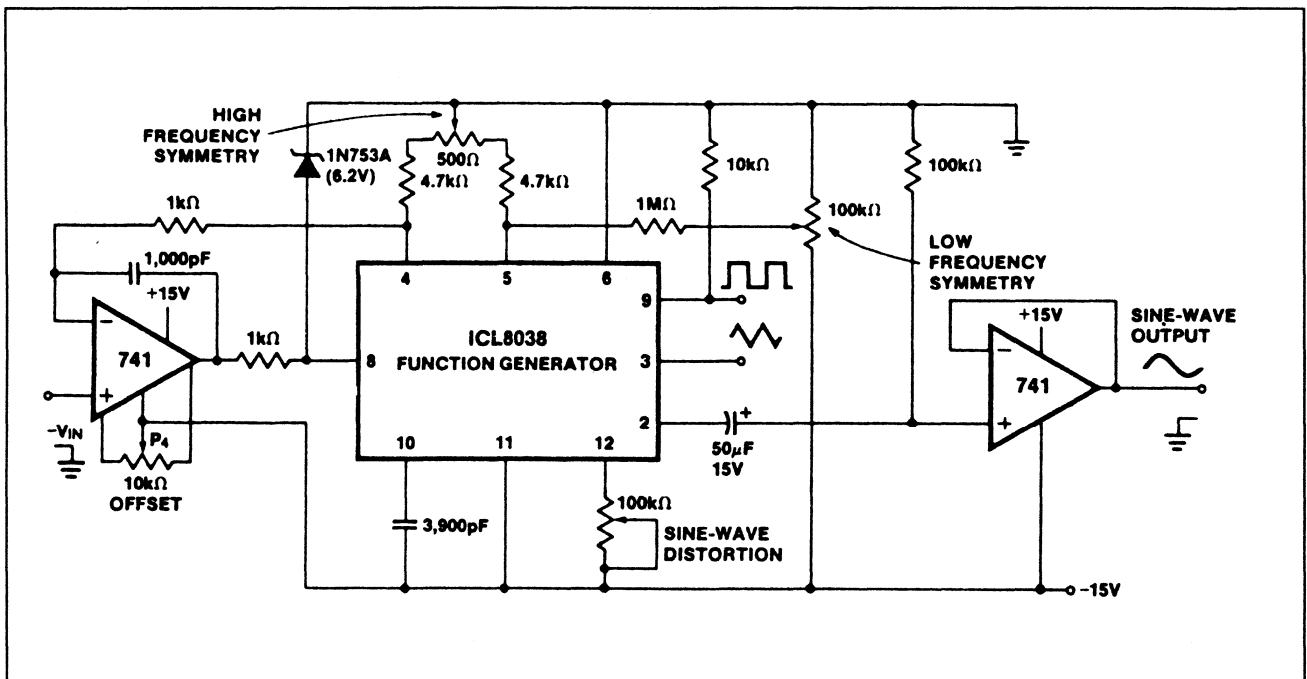 HIGH
FREQUENCY
SYMMETRY
1N753A
(6.2V)
500Ω
4.7kΩ
4.7kΩ
10kΩ
100kΩ
1kΩ
1MΩ
100kΩ
LOW
FREQUENCY
SYMMETRY
1,000pF
+15V
4
5
6
9
ICL8038
FUNCTION GENERATOR
−
741
+
1kΩ
8
3
2
+15V
SINE-WAVE
OUTPUT
−
741
+
−VIN
P4
10kΩ
OFFSET
10
11
12
+
50μF
15V
3,900pF
100kΩ
SINE-WAVE
DISTORTION
−15V